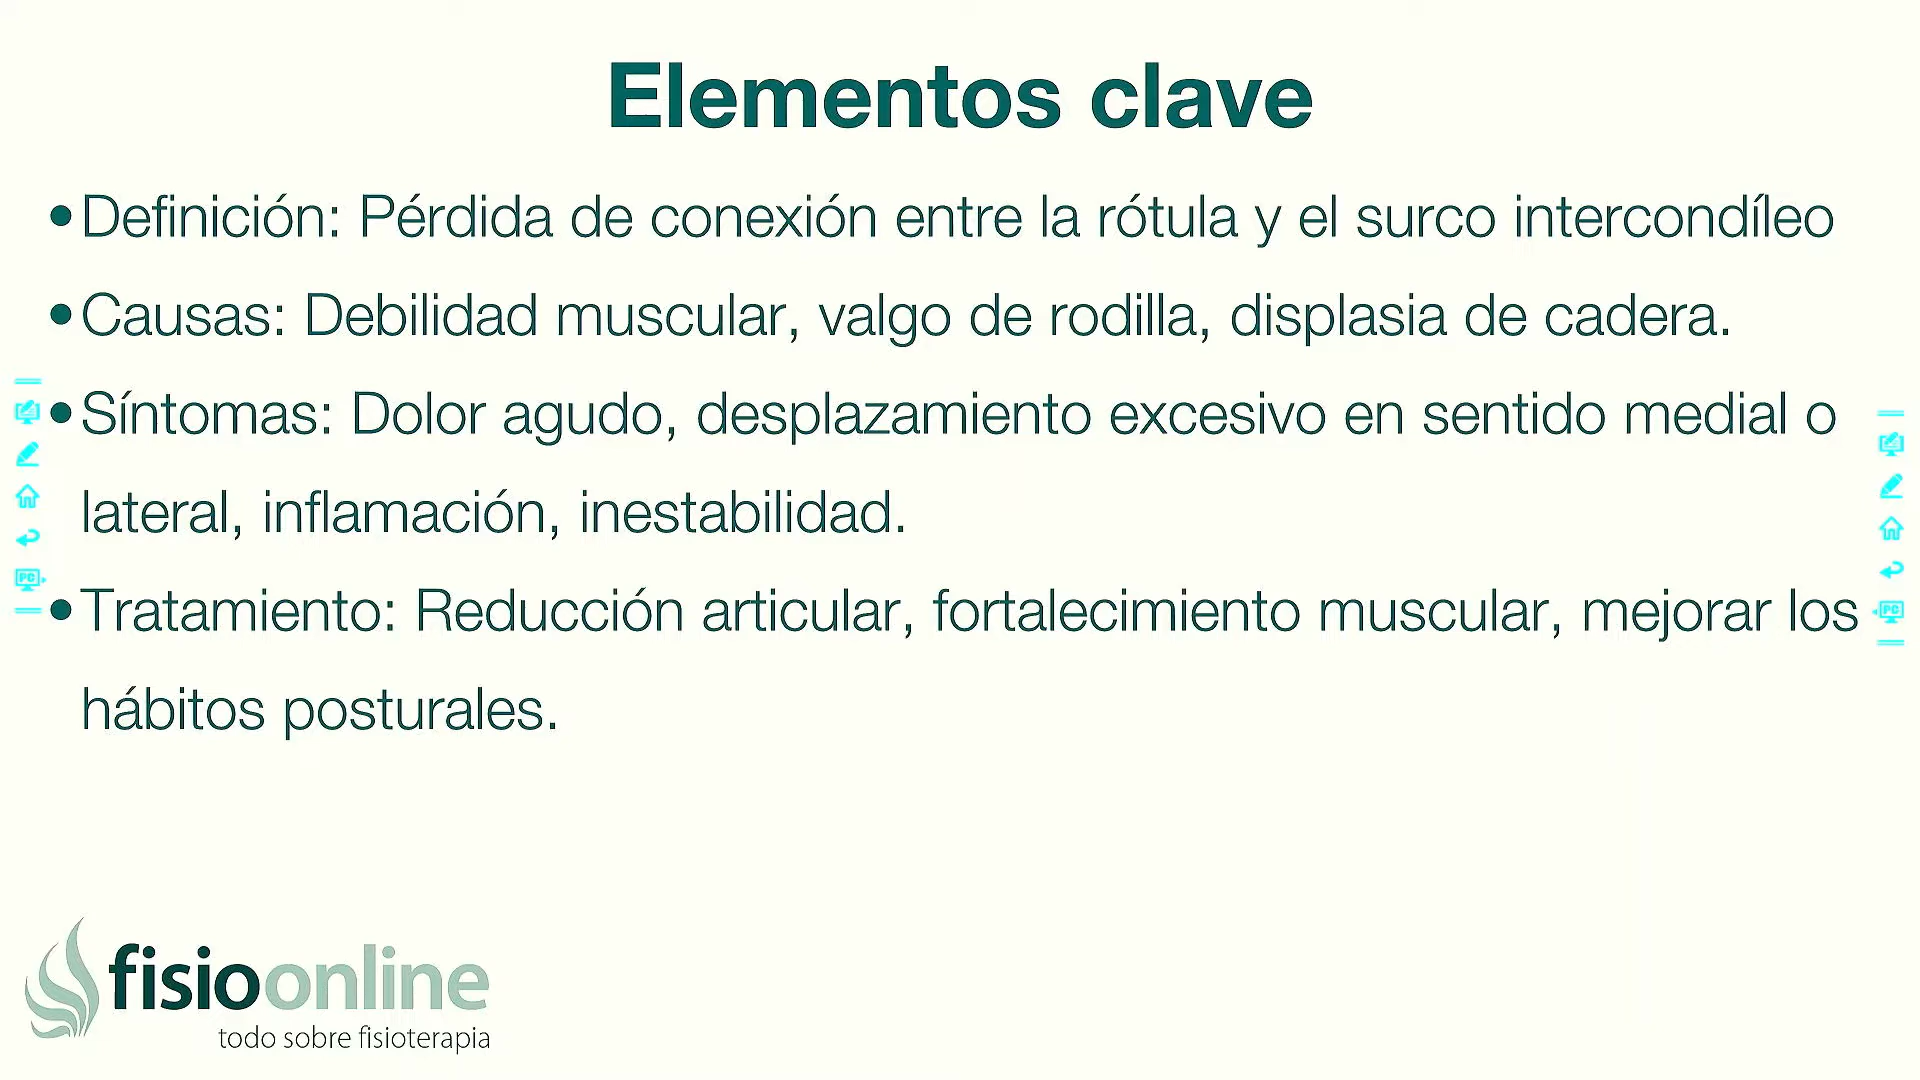 Elementos clave
•Definición: Pérdida de conexión entre la rótula y el surco intercondíleo
•Causas: Debilidad muscular, valgo de rodilla, displasia de cadera.
•Síntomas: Dolor agudo, desplazamiento excesivo en sentido medial o
lateral, inflamación, inestabilidad.
•Tratamiento: Reducción articular, fortalecimiento muscular, mejorar los
hábitos posturales.
PC
PC
fisioonline
todo sobre fisioterapia